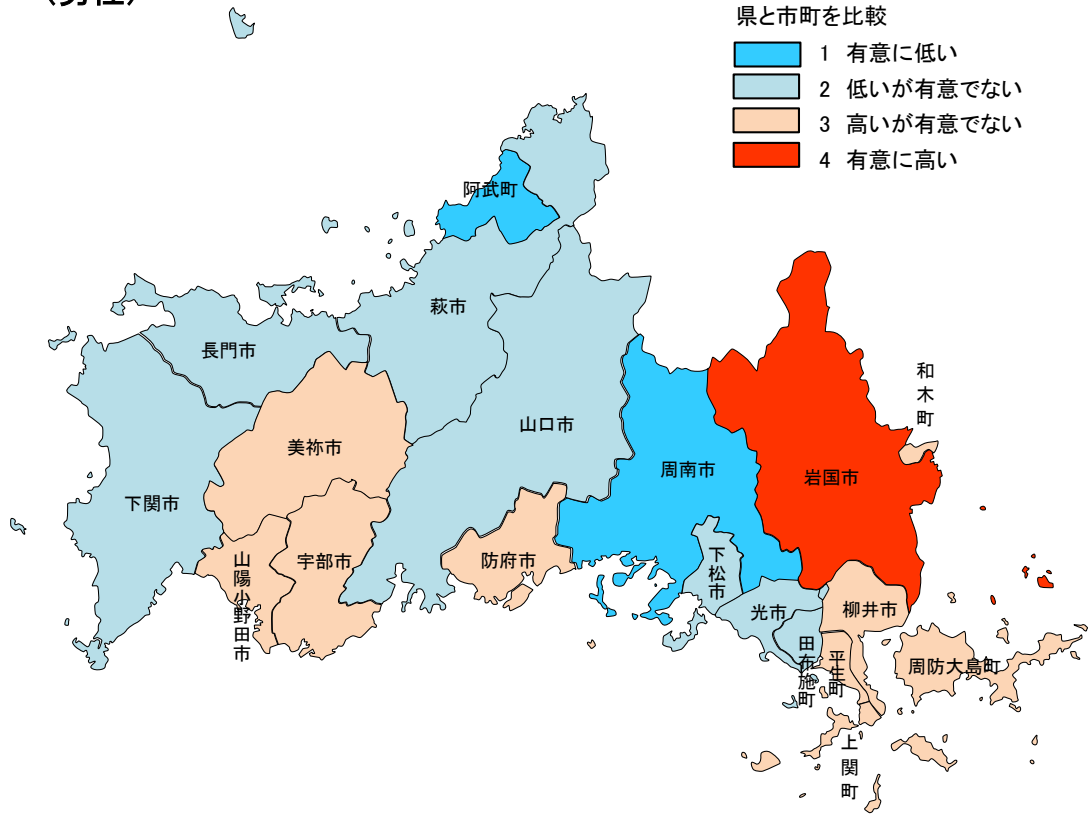 県と市町を比較
1 有意に低い
2 低いが有意でない
3 高いが有意でない
4 有意に高い
阿武町
萩市
長門市
和木町
山口市
美祢市
周南市
岩国市
下関市
宇部市
防府市
山陽小野田市
下松市
光市
柳井市
田布施町
平生町
周防大島町
上関町